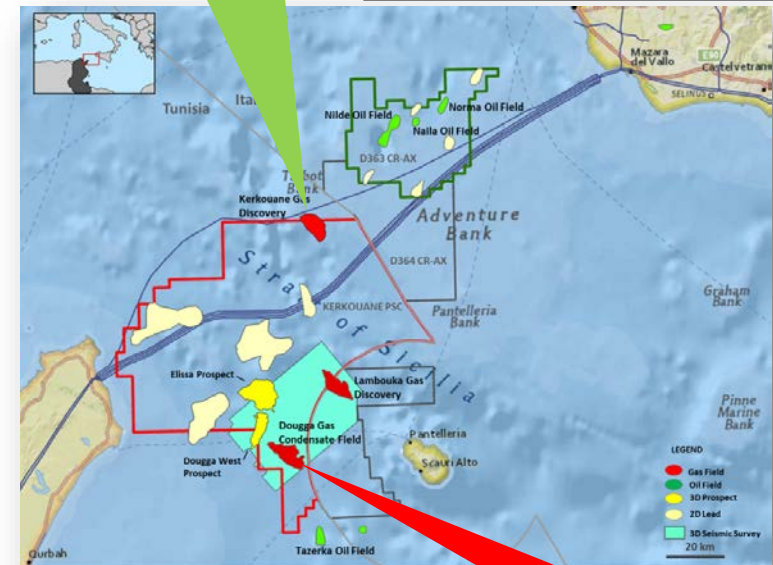 Mazara
del Vallo
E90
Castelvetrano
SELINUS
Tunisia
Norma Oil Field
Nilde Oil Field
Naila Oil Field
D363 CR-AX
Bank
Kerkouane Gas
Discovery
Adventure
Bank
D364 CR-AX
Strait of Sicilia
KERKOUANE PSC
Pantelleria
Bank
Graham
Bank
Elissa Prospect
Lambouka Gas
Discovery
Dougga Gas
Condensate Field
Dougga West
Prospect
Pantelleria
Scauri Alto
Pinne
Marine
Bank
LEGEND
Gas Field
Oil Field
3D Prospect
2D Lead
3D Seismic Survey
20 km
Tazerka Oil Field
Qurbah